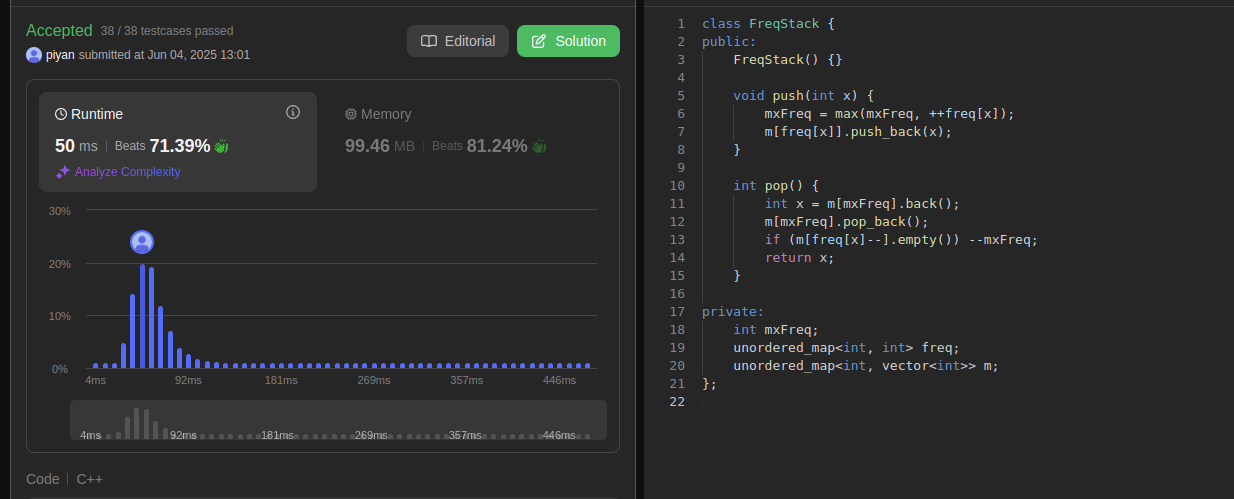 Accepted 38 / 38 testcases passed
piyan submitted at Jun 04, 2025 13:01
Editorial
Solution
Runtime
50 ms | Beats 71.39%
Analyze Complexity
Memory
99.46 MB | Beats 81.24%
30%
20%
10%
0%
4ms 92ms 181ms 269ms 357ms 446ms
4ms 92ms 181ms 269ms 357ms 446ms
Code | C++
1 class FreqStack {
2 public:
3     FreqStack() {}
4
5     void push(int x) {
6         mxFreq = max(mxFreq, ++freq[x]);
7         m[freq[x]].push_back(x);
8     }
9
10     int pop() {
11         int x = m[mxFreq].back();
12         m[mxFreq].pop_back();
13         if (m[freq[x]--].empty()) --mxFreq;
14         return x;
15     }
16
17 private:
18     int mxFreq;
19     unordered_map<int, int> freq;
20     unordered_map<int, vector<int>> m;
21 };
22